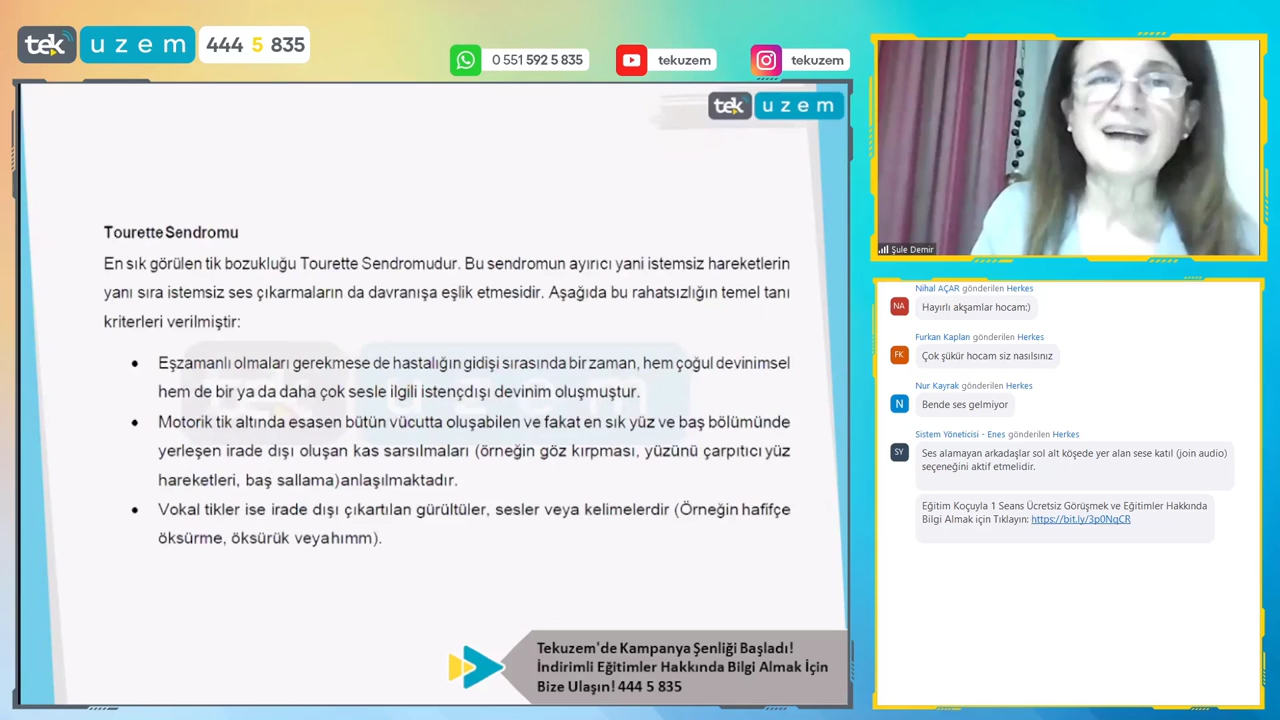 tek uzem 444 5 835
0 551 592 5 835
tekuzem
tekuzem
tek uzem
Tourette Sendromu
En sık görülen tik bozukluğu Tourette Sendromudur. Bu sendromun ayırıcı yani istemsiz hareketlerin
yanı sıra istemsiz ses çıkarmaların da davranışa eşlik etmesidir. Aşağıda bu rahatsızlığın temel tanı
kriterleri verilmiştir:
• Eşzamanlı olmaları gerekmese de hastalığın gidişi sırasında bir zaman, hem çoğul devinimsel
hem de bir ya da daha çok sesle ilgili istençdışı devinim oluşmuştur.
• Motorik tik altında esasen bütün vücutta oluşabilen ve fakat en sık yüz ve baş bölümünde
yerleşen irade dışı oluşan kas sarsılmaları (örneğin göz kırpması, yüzünü çarpıtıcı yüz
hareketleri, baş sallama) anlaşılmaktadır.
• Vokal tikler ise irade dışı çıkartılan gürültüler, sesler veya kelimelerdir (Örneğin hafifçe
öksürme, öksürük veya hımm).
Tekuzem'de Kampanya Şenliği Başladı!
İndirimli Eğitimler Hakkında Bilgi Almak İçin
Bize Ulaşın! 444 5 835
Şule Demir
Nihal AÇAR gönderilen Herkes
NA Hayırlı akşamlar hocam:)
Furkan Kaplan gönderilen Herkes
FK Çok şükür hocam siz nasılsınız
Nur Kayrak gönderilen Herkes
N Bende ses gelmiyor
Sistem Yöneticisi - Enes gönderilen Herkes
SY Ses alamayan arkadaşlar sol alt köşede yer alan sese katıl (join audio)
seçeneğini aktif etmelidir.
Eğitim Koçuyla 1 Seans Ücretsiz Görüşmek ve Eğitimler Hakkında
Bilgi Almak için Tıklayın: https://bit.ly/3p0NqCR